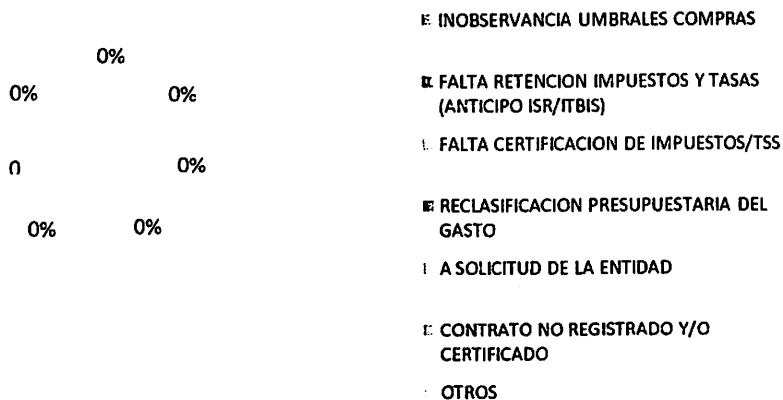 0%
0%
0%
0
0%
0%
0%
INOBSERVANCIA UMBRALES COMPRAS
FALTA RETENCION IMPUESTOS Y TASAS
(ANTICIPO ISR/ITBIS)
FALTA CERTIFICACION DE IMPUESTOS/TSS
RECLASIFICACION PRESUPUESTARIA DEL
GASTO
A SOLICITUD DE LA ENTIDAD
CONTRATO NO REGISTRADO Y/O
CERTIFICADO
OTROS